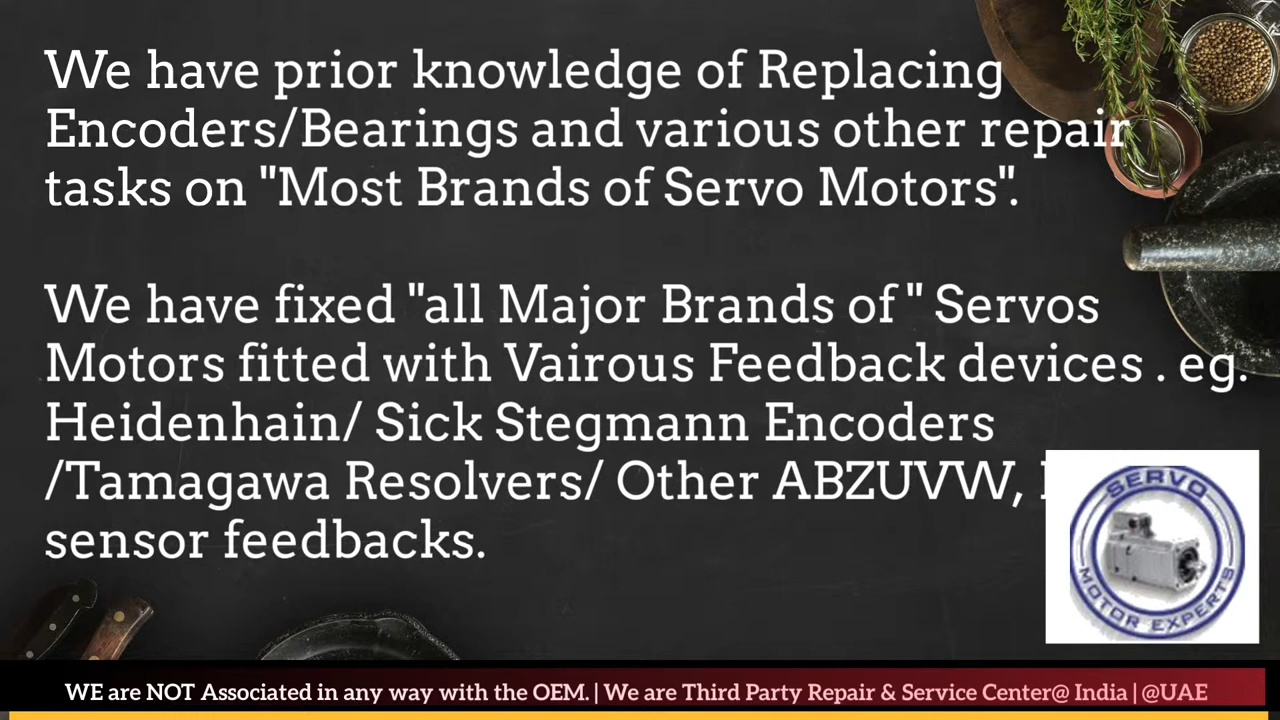 We have prior knowledge of Replacing
Encoders/Bearings and various other repair
tasks on "Most Brands of Servo Motors".
We have fixed "all Major Brands of " Servos
Motors fitted with Vairous Feedback devices . eg.
Heidenhain/ Sick Stegmann Encoders
/Tamagawa Resolvers/ Other ABZUVW,
sensor feedbacks.
SERVO
MOTOR EXPERTS
WE are NOT Associated in any way with the OEM. | We are Third Party Repair & Service Center@ India | @UAE